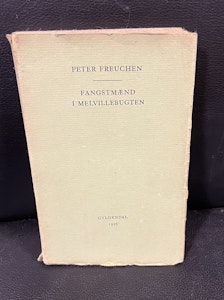 PETER FREUCHEN
FANGSTMÆND
I MELVILLEBUGTEN
GYLDENDAL